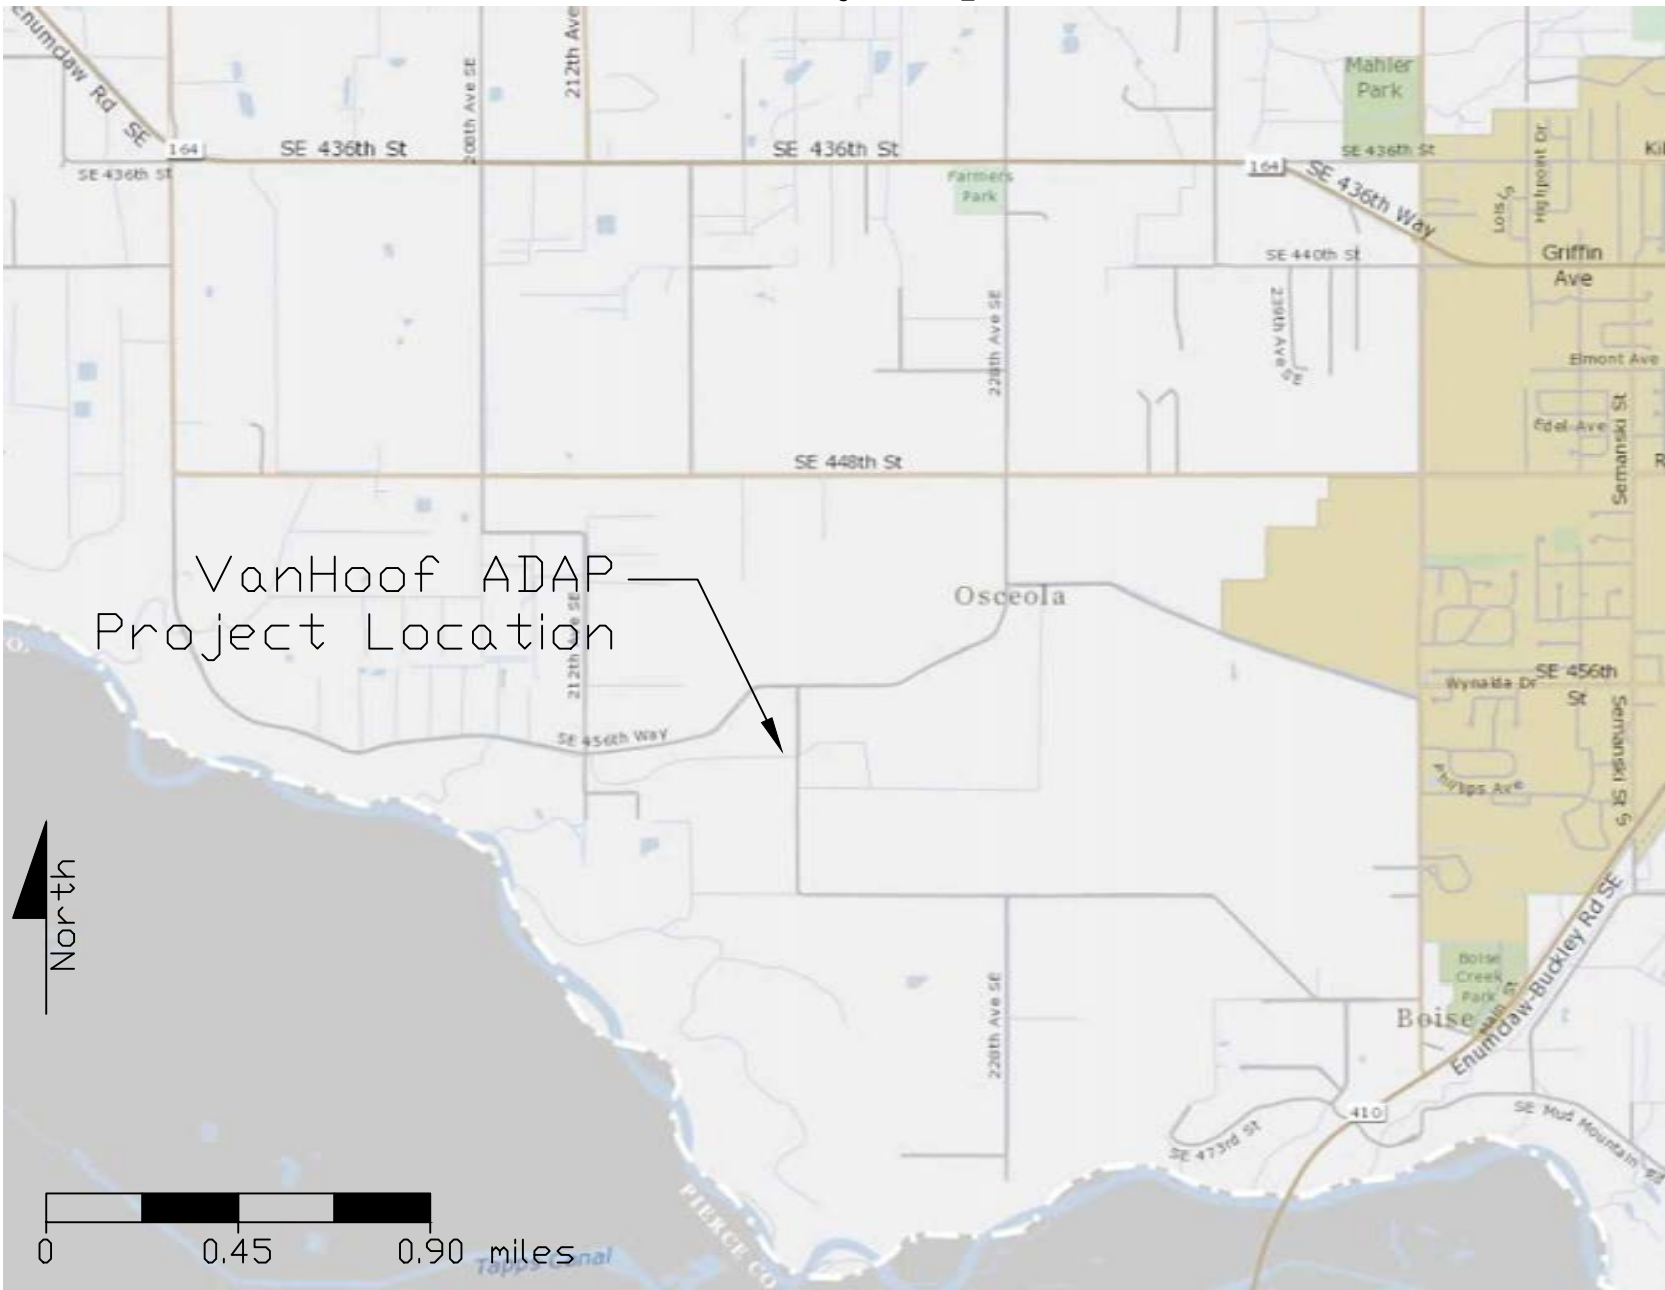 Enumclaw Rd SE
208th Ave SE
212th Ave
Mahler
Park
164
SE 436th St
SE 436th St
SE 436th St
SE 436th St
Farmers
Park
164
SE 436th Way
Highpoint Dr
SE 440th St
Griffin
Ave
239th Ave SE
228th Ave SE
Elmont Ave
Edel Ave
Semanski St
SE 448th St
VanHoof ADAP
Project Location
212th Ave SE
Osceola
SE 456th
St
Wynalda Dr
SE 456th Way
Semanski St S
Phillips Ave
North
Enumclaw-Buckley Rd SE
Boise
Creek
Park
Main St
Boise
228th Ave SE
410
SE 473rd St
SE Mud Mountain Rd
PIERCE CO.
0 0.45 0.90 miles
Tapps Canal